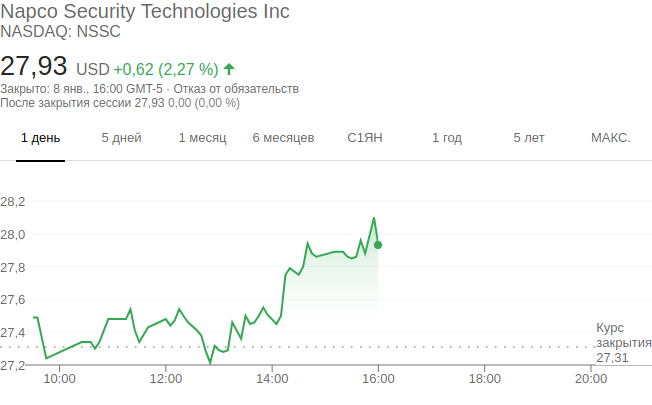 Napco Security Technologies Inc
NASDAQ: NSSC
27,93 USD +0,62 (2,27 %)
Закрыто: 8 янв., 16:00 GMT-5 · Отказ от обязательств
После закрытия сессии 27,93 0,00 (0,00 %)
1 день 5 дней 1 месяц 6 месяцев С1ЯН 1 год 5 лет МАКС.
28,2
28,0
27,8
27,6
27,4
27,2
Курс
закрытия
27,31
10:00 12:00 14:00 16:00 18:00 20:00